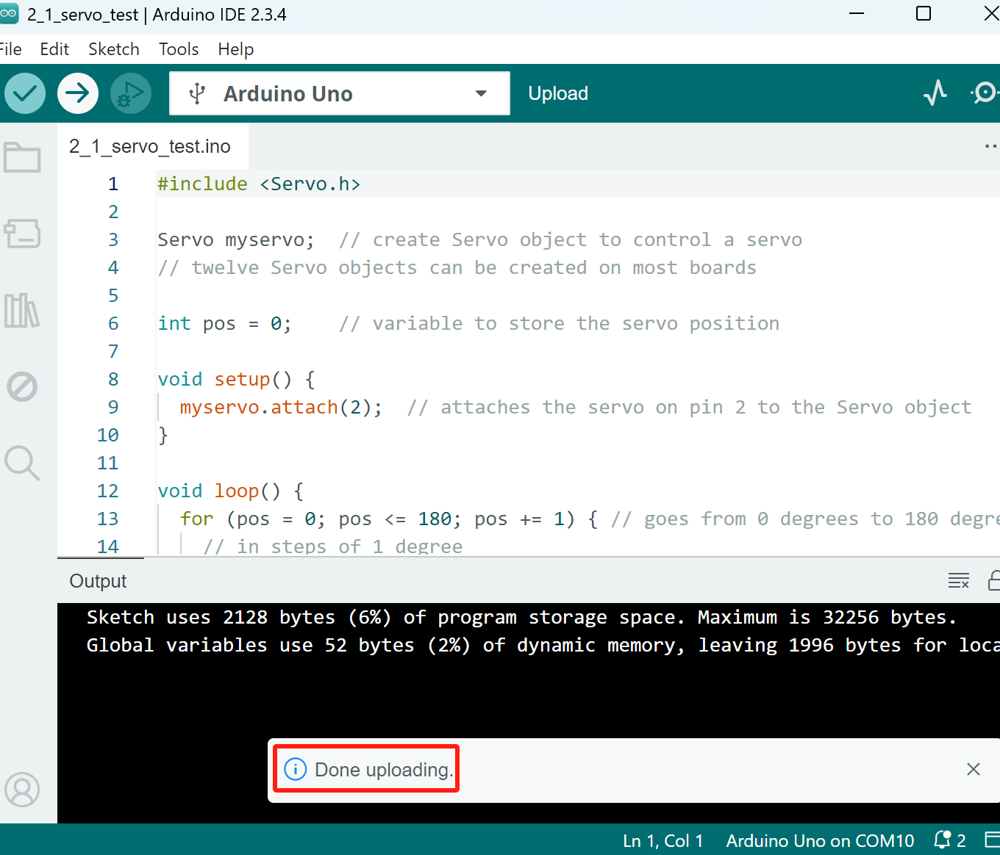 2_1_servo_test | Arduino IDE 2.3.4
File Edit Sketch Tools Help
Arduino Uno Upload
2_1_servo_test.ino
1 #include <Servo.h>
2
3 Servo myservo;  // create Servo object to control a servo
4 // twelve Servo objects can be created on most boards
5
6 int pos = 0;    // variable to store the servo position
7
8 void setup() {
9   myservo.attach(2);  // attaches the servo on pin 2 to the Servo object
10 }
11
12 void loop() {
13   for (pos = 0; pos <= 180; pos += 1) { // goes from 0 degrees to 180 degre
14     // in steps of 1 degree
Output
Sketch uses 2128 bytes (6%) of program storage space. Maximum is 32256 bytes.
Global variables use 52 bytes (2%) of dynamic memory, leaving 1996 bytes for loca
Done uploading.
Ln 1, Col 1 Arduino Uno on COM10 2